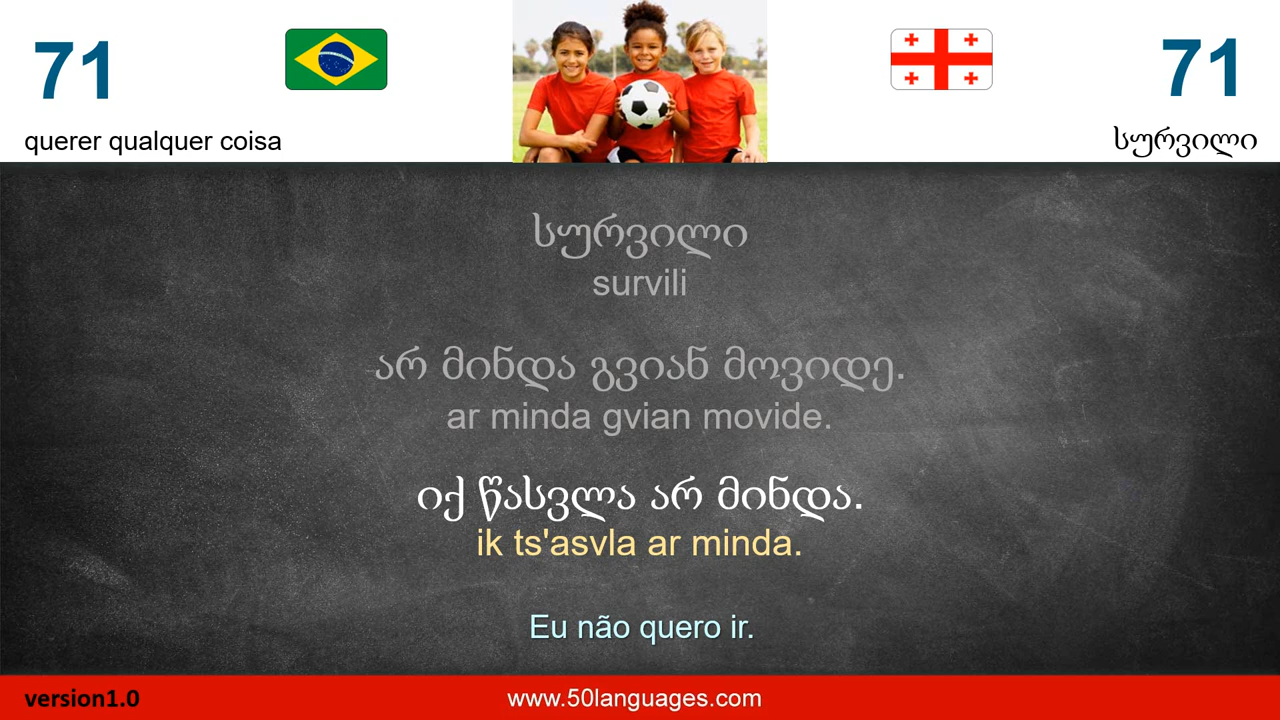 71
71
querer qualquer coisa
სურვილი
სურვილი
survili
არ მინდა გვიან მოვიდე.
ar minda gvian movide.
იქ წასვლა არ მინდა.
ik ts'asvla ar minda.
Eu não quero ir.
version1.0
www.50languages.com